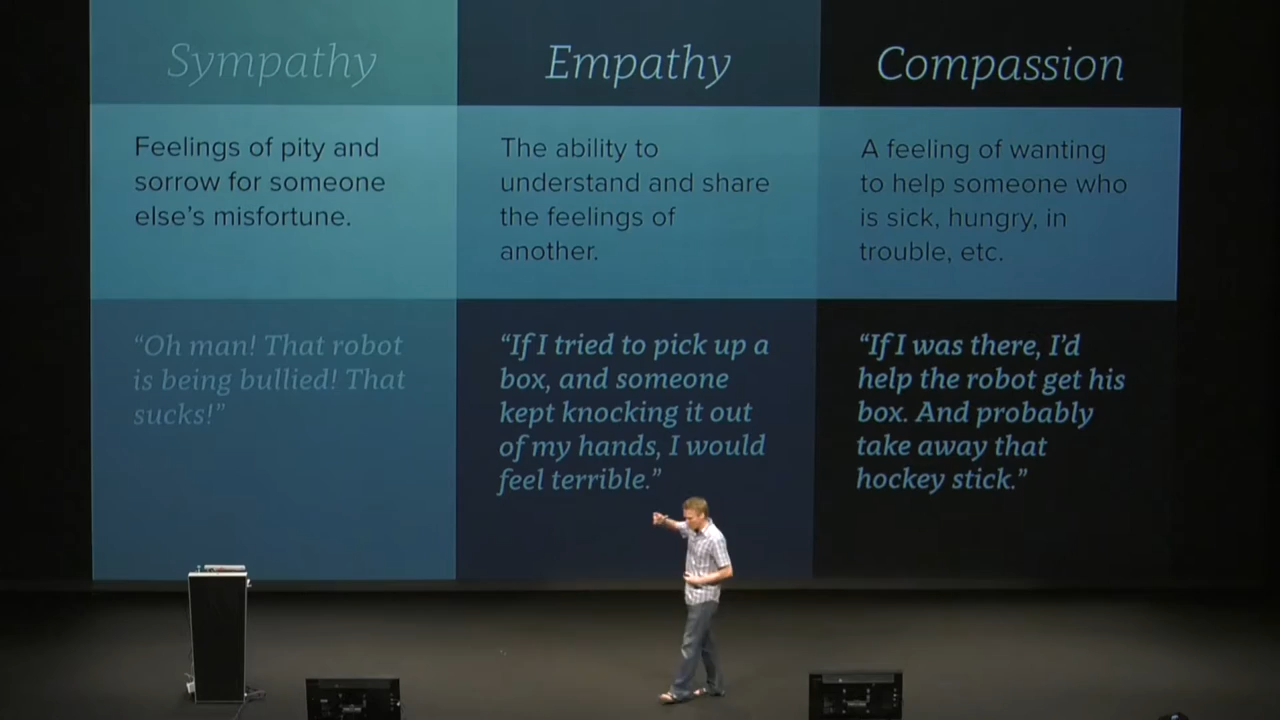 Sympathy
Feelings of pity and
sorrow for someone
else's misfortune.
“Oh man! That robot
is being bullied! That
sucks!”
Empathy
The ability to
understand and share
the feelings of
another.
“If I tried to pick up a
box, and someone
kept knocking it out
of my hands, I would
feel terrible.”
Compassion
A feeling of wanting
to help someone who
is sick, hungry, in
trouble, etc.
“If I was there, I’d
help the robot get his
box. And probably
take away that
hockey stick.”